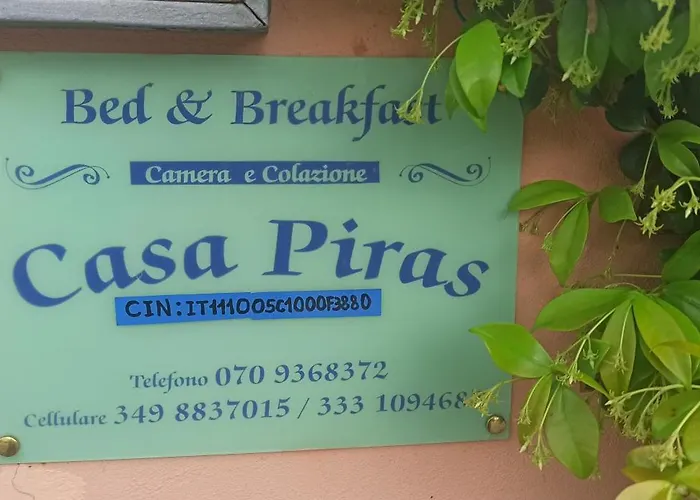 Bed & Breakfast
Camera e Colazione
Casa Piras
CIN:IT111005C1000F3880
Telefono 070 9368372
Cellulare 349 8837015 / 333 109468